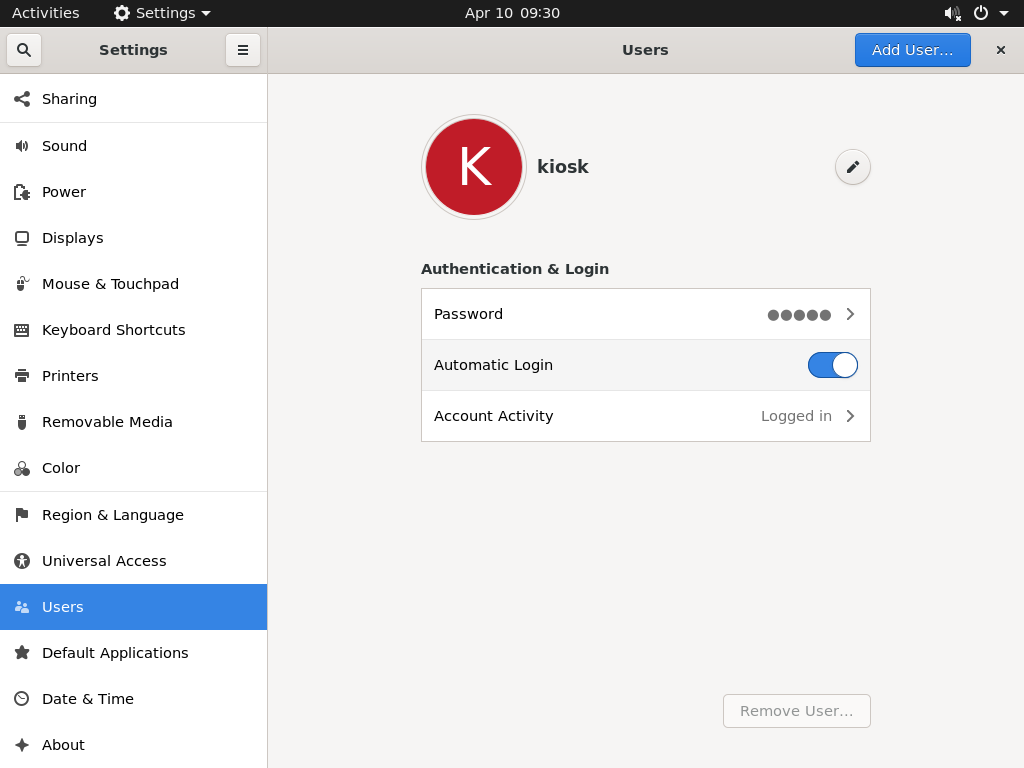 Activities Settings Apr 10 09:30
Settings Users Add User…
Sharing
Sound
Power
Displays
Mouse & Touchpad
Keyboard Shortcuts
Printers
Removable Media
Color
Region & Language
Universal Access
Users
Default Applications
Date & Time
About
K kiosk
Authentication & Login
Password
Automatic Login
Account Activity Logged in
Remove User…